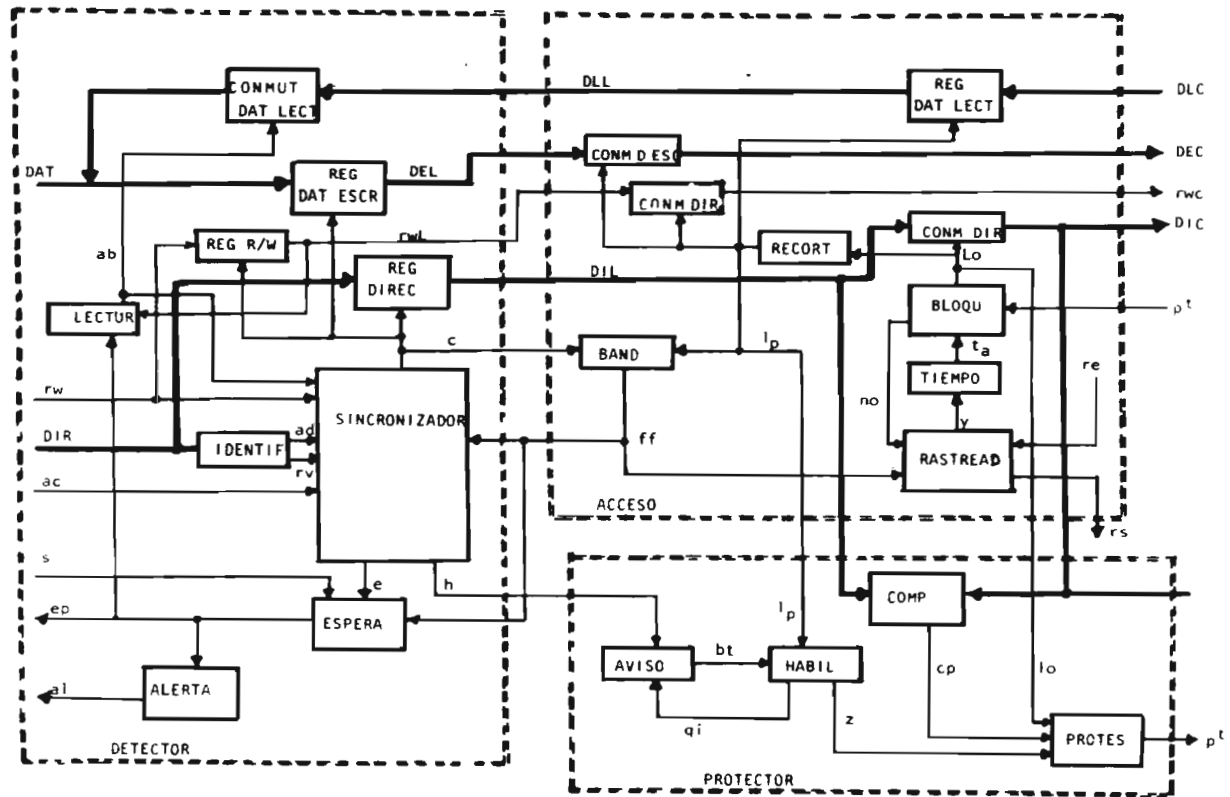 CONMUT
DAT LECT
DLL
REG
DAT LECT
DLC
DAT
REG
DAT ESCR
DEL
CONM D ESC
DEC
CONM DIR
rwc
ab
REG R/W
rwL
RECORT
CONM DIR
DIC
Lo
REG
DIREC
DIL
LECTUR
BLOQU
pt
c
BAND
lp
ta
TIEMPO
re
rw
no
y
DIR
IDENTIF
ad
rv
SINCRONIZADOR
ff
RASTREAD
ac
ACCESO
rs
s
e
h
ep
ESPERA
COMP
lp
AVISO
bt
HABIL
cp
lo
al
ALERTA
qi
z
PROTES
pt
DETECTOR
PROTECTOR